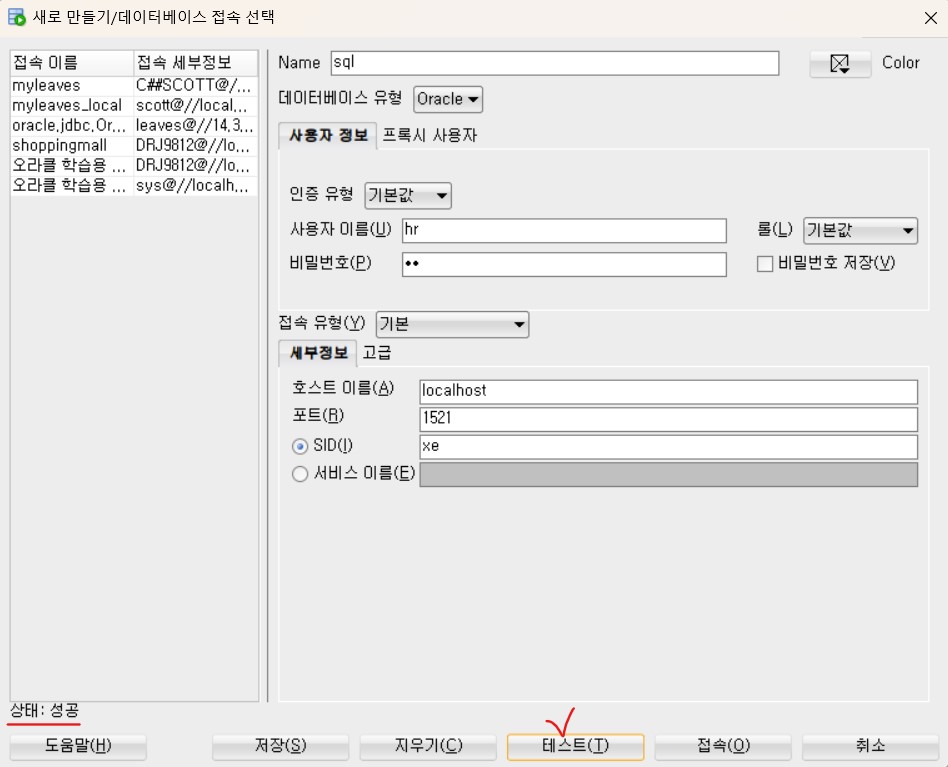 새로 만들기/데이터베이스 접속 선택
접속 이름 접속 세부정보
myleaves C##SCOTT@/...
myleaves_local scott@//local,...
oracle.jdbc.Or... leaves@//14.3...
shoppingmall DRJ9812@//lo...
오라클 학습용 ... DRJ9812@//lo...
오라클 학습용 ... sys@//localh...
Name sql Color
데이터베이스 유형 Oracle
사용자 정보 프록시 사용자
인증 유형 기본값
사용자 이름(U) hr 롤(L) 기본값
비밀번호(P) •• 비밀번호 저장(V)
접속 유형(Y) 기본
세부정보 고급
호스트 이름(A) localhost
포트(R) 1521
SID(I) xe
서비스 이름(E)
상태: 성공
도움말(H) 저장(S) 지우기(C) 테스트(T) 접속(O) 취소